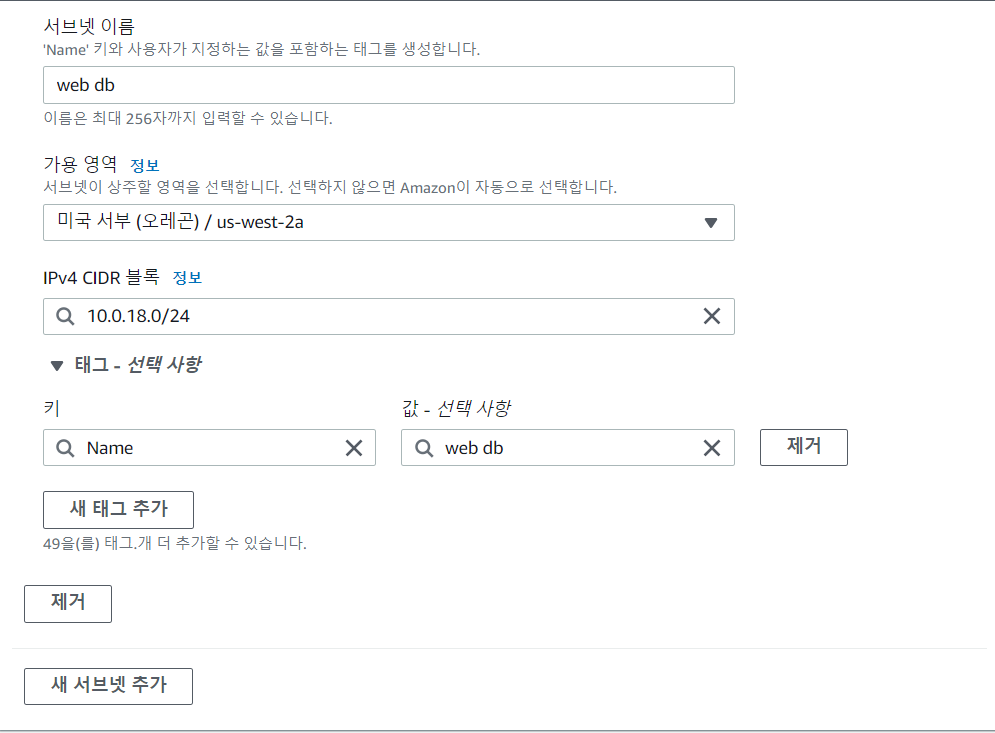 서브넷 이름
'Name' 키와 사용자가 지정하는 값을 포함하는 태그를 생성합니다.
web db
이름은 최대 256자까지 입력할 수 있습니다.
가용 영역 정보
서브넷이 상주할 영역을 선택합니다. 선택하지 않으면 Amazon이 자동으로 선택합니다.
미국 서부 (오레곤) / us-west-2a
IPv4 CIDR 블록 정보
10.0.18.0/24
태그 - 선택 사항
키 값 - 선택 사항
Name web db 제거
새 태그 추가
49을(를) 태그.개 더 추가할 수 있습니다.
제거
새 서브넷 추가